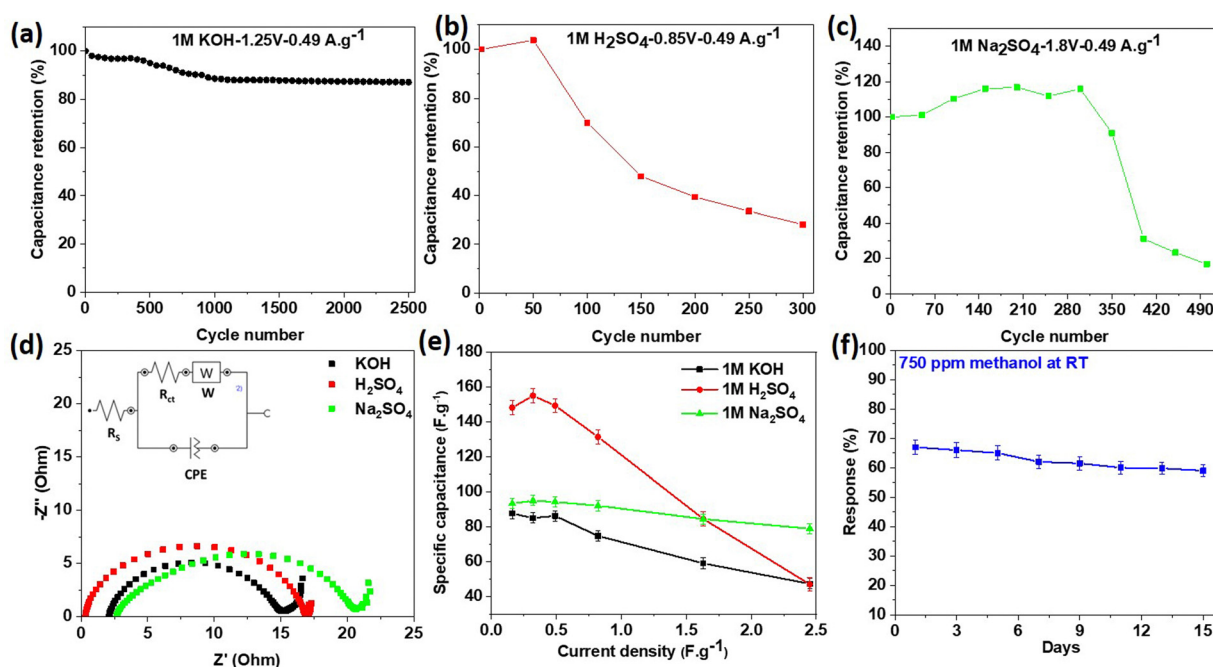 (a)
1M KOH-1.25V-0.49 A.g-1
Capacitance retention (%)
100
80
60
40
20
0
0 500 1000 1500 2000 2500
Cycle number
(b)
1M H2SO4-0.85V-0.49 A.g-1
Capacitance retention (%)
100
80
60
40
20
0
0 50 100 150 200 250 300
Cycle number
(c)
1M Na2SO4-1.8V-0.49 A.g-1
Capacitance retention (%)
140
120
100
80
60
40
20
0
0 70 140 210 280 350 420 490
Cycle number
(d)
-Z'' (Ohm)
25
20
15
10
5
0
KOH
H2SO4
Na2SO4
Rct
W
W
2)
RS
CPE
0 5 10 15 20 25
Z' (Ohm)
(e)
Specific capacitance (F.g-1)
180
160
140
120
100
80
60
40
1M KOH
1M H2SO4
1M Na2SO4
0.0 0.5 1.0 1.5 2.0 2.5
Current density (F.g-1)
(f)
750 ppm methanol at RT
Response (%)
100
90
80
70
60
50
40
30
20
10
0 3 6 9 12 15
Days